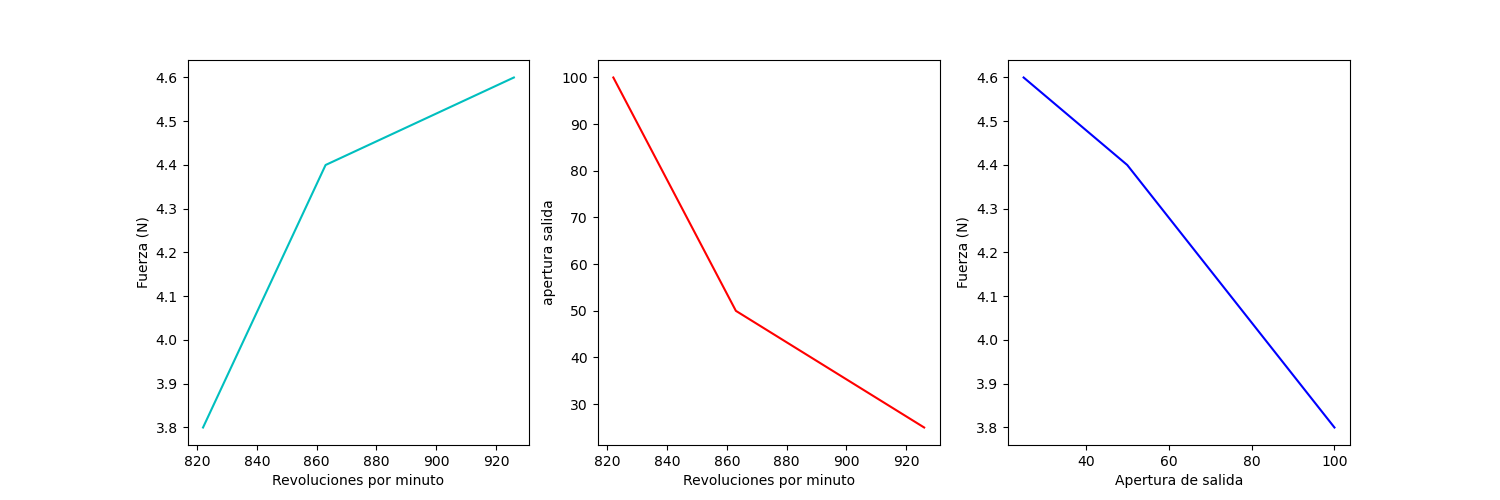 4.6
4.5
4.4
4.3
4.2
4.1
4.0
3.9
3.8
Fuerza (N)
820 840 860 880 900 920
Revoluciones por minuto
100
90
80
70
60
50
40
30
apertura salida
820 840 860 880 900 920
Revoluciones por minuto
4.6
4.5
4.4
4.3
4.2
4.1
4.0
3.9
3.8
Fuerza (N)
40 60 80 100
Apertura de salida